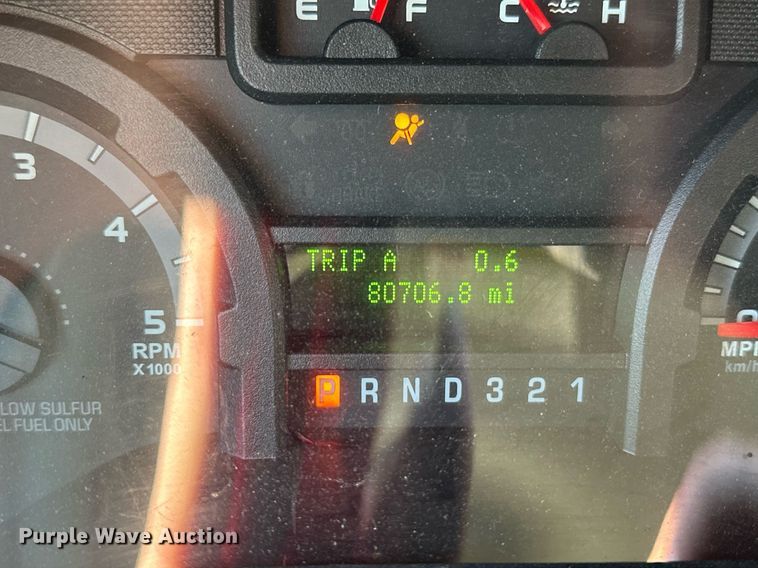 E F C H
3
4
5
RPM
X1000
LOW SULFUR
FUEL ONLY
TRIP A 0.6
80706.8 mi
P R N D 3 2 1
0
MPH
km/h
Purple Wave Auction